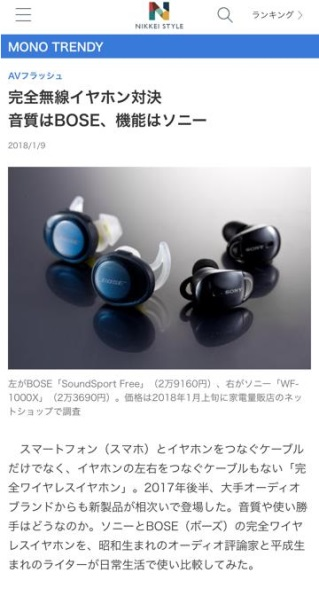 NIKKEI STYLE
ランキング
MONO TRENDY
AVフラッシュ
完全無線イヤホン対決
音質はBOSE、機能はソニー
2018/1/9
BOSE
BOSE
SONY
SONY
左がBOSE「SoundSport Free」（2万9160円）、右がソニー「WF-
1000X」（2万3690円）。価格は2018年1月上旬に家電量販店のネッ
トショップで調査
スマートフォン（スマホ）とイヤホンをつなぐケーブル
だけでなく、イヤホンの左右をつなぐケーブルもない「完
全ワイヤレスイヤホン」。2017年後半、大手オーディオ
ブランドからも新製品が相次いで登場した。音質や使い勝
手はどうなのか。ソニーとBOSE（ボーズ）の完全ワイヤ
レスイヤホンを、昭和生まれのオーディオ評論家と平成生
まれのライターが日常生活で使い比較してみた。